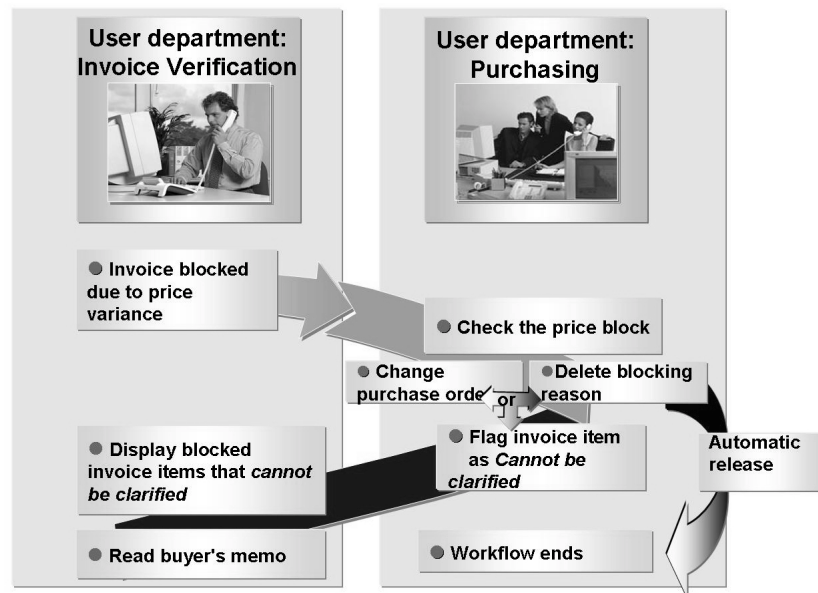 User department:
Invoice Verification
User department:
Purchasing
Invoice blocked
due to price
variance
Check the price block
Change
purchase orde
or
Delete blocking
reason
Flag invoice item
as Cannot be
clarified
Automatic
release
Display blocked
invoice items that cannot
be clarified
Read buyer's memo
Workflow ends